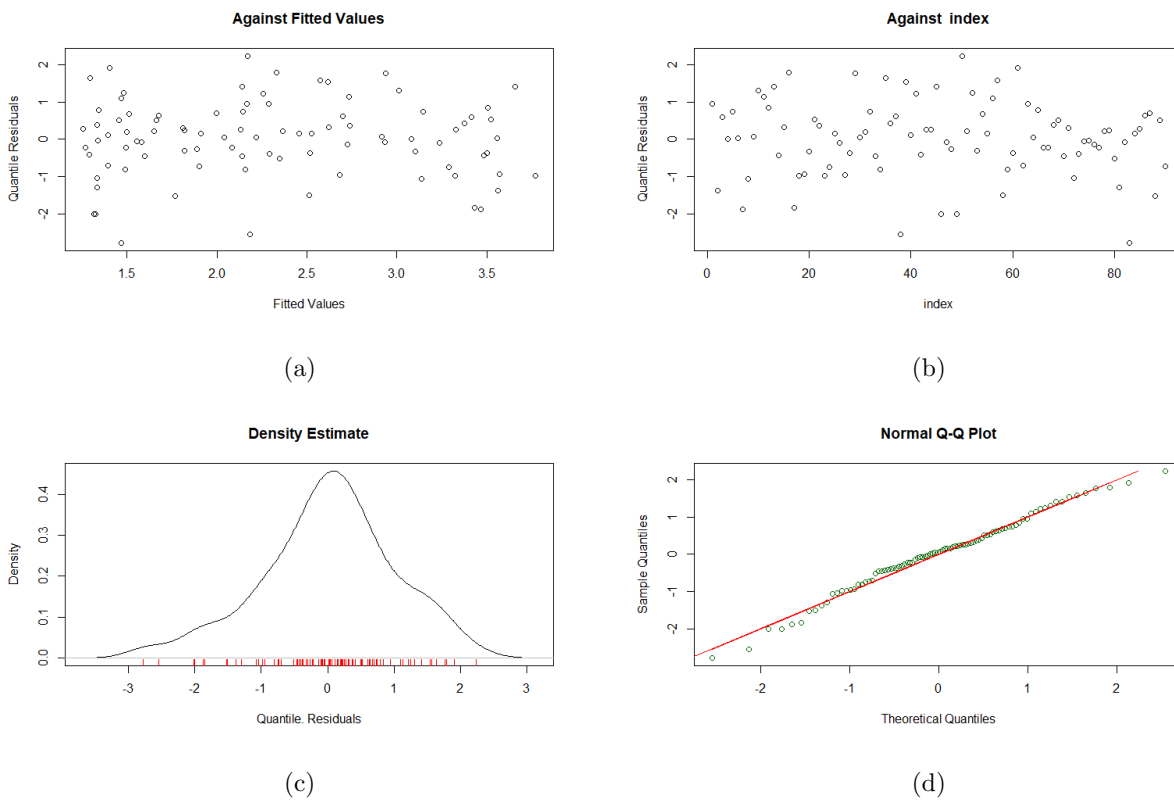 Against Fitted Values
Quantile Residuals
2
1
0
-1
-2
1.5 2.0 2.5 3.0 3.5
Fitted Values
(a)
Against index
Quantile Residuals
2
1
0
-1
-2
0 20 40 60 80
index
(b)
Density Estimate
Density
0.4
0.3
0.2
0.1
0.0
-3 -2 -1 0 1 2 3
Quantile. Residuals
(c)
Normal Q-Q Plot
Sample Quantiles
2
1
0
-1
-2
-2 -1 0 1 2
Theoretical Quantiles
(d)